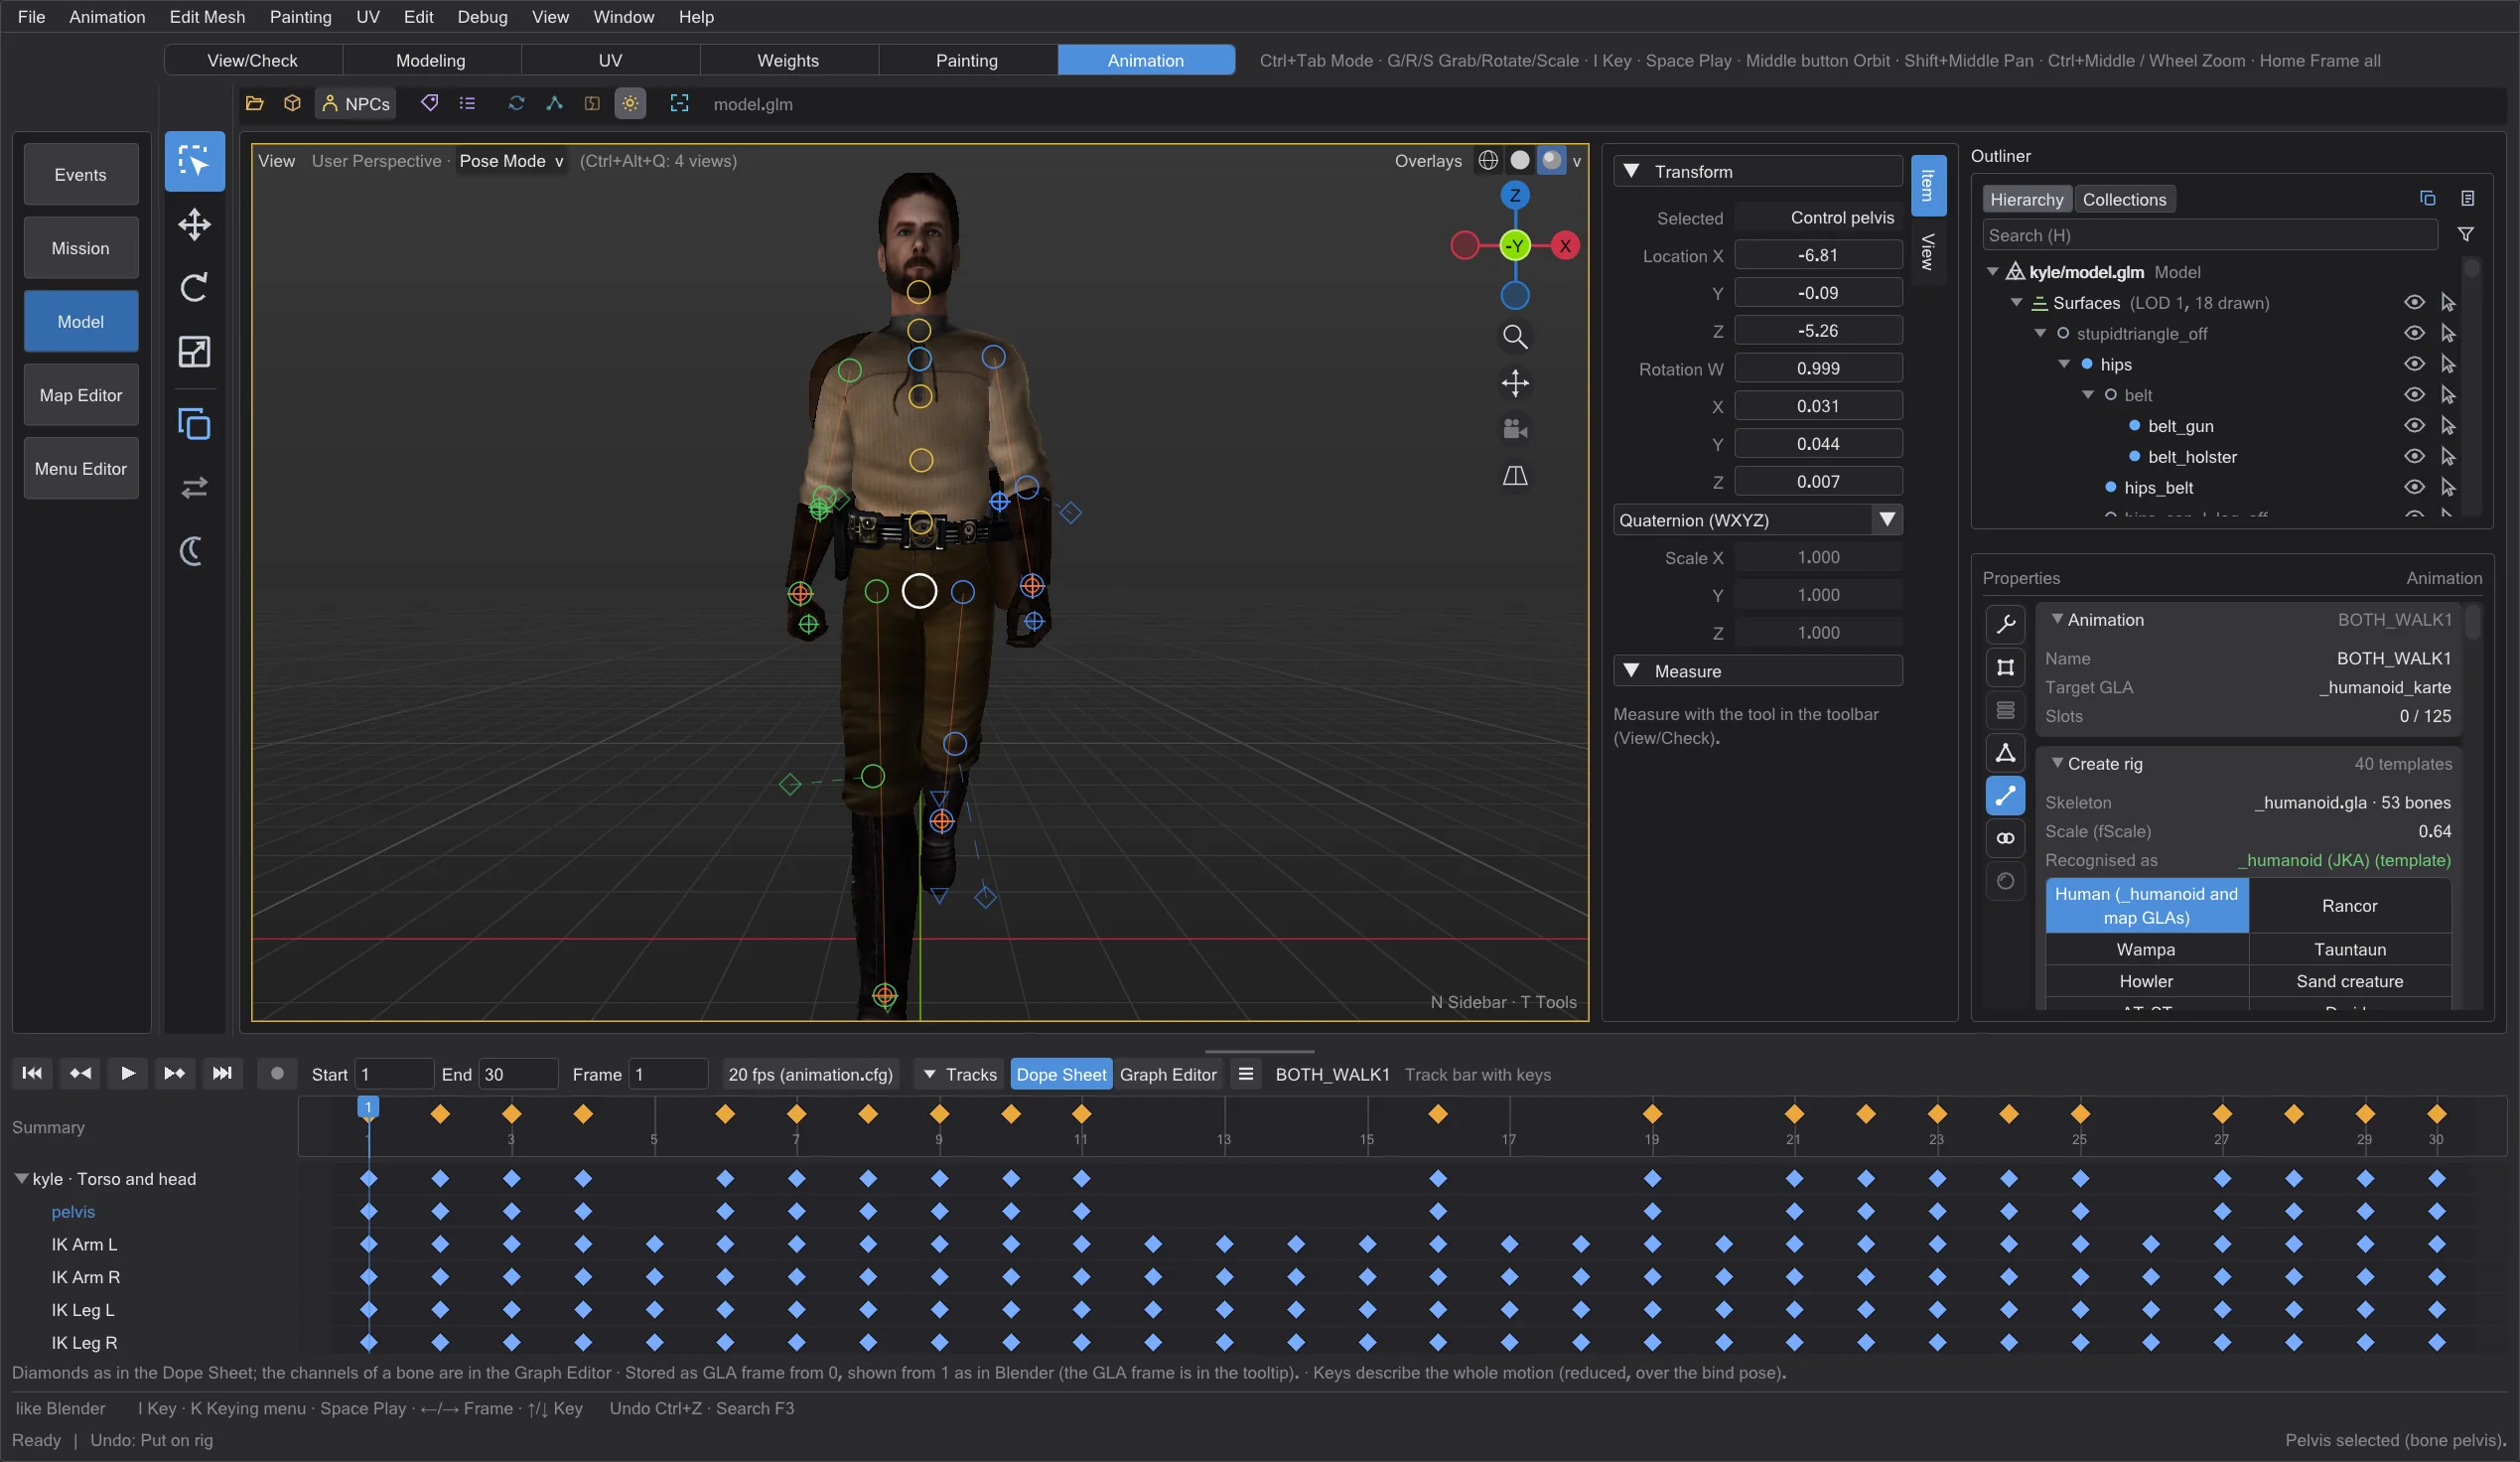 File Animation Edit Mesh Painting UV Edit Debug View Window Help
View/Check Modeling UV Weights Painting Animation Ctrl+Tab Mode · G/R/S Grab/Rotate/Scale · I Key · Space Play · Middle button Orbit · Shift+Middle Pan · Ctrl+Middle / Wheel Zoom · Home Frame all
NPCs model.glm
Events
Mission
Model
Map Editor
Menu Editor
View User Perspective · Pose Mode v (Ctrl+Alt+Q: 4 views) Overlays v
Z
-Y X
N Sidebar · T Tools
Transform
Selected Control pelvis
Location X -6.81
Y -0.09
Z -5.26
Rotation W 0.999
X 0.031
Y 0.044
Z 0.007
Quaternion (WXYZ)
Scale X 1.000
Y 1.000
Z 1.000
Measure
Measure with the tool in the toolbar
(View/Check).
Item
View
Outliner
Hierarchy Collections
Search (H)
kyle/model.glm Model
Surfaces (LOD 1, 18 drawn)
stupidtriangle_off
hips
belt
belt_gun
belt_holster
hips_belt
Properties Animation
Animation BOTH_WALK1
Name BOTH_WALK1
Target GLA _humanoid_karte
Slots 0 / 125
Create rig 40 templates
Skeleton _humanoid.gla · 53 bones
Scale (fScale) 0.64
Recognised as _humanoid (JKA) (template)
Human (_humanoid and
map GLAs) Rancor
Wampa Tauntaun
Howler Sand creature
Start 1 End 30 Frame 1 20 fps (animation.cfg) Tracks Dope Sheet Graph Editor BOTH_WALK1 Track bar with keys
1
Summary
1 3 5 7 9 11 13 15 17 19 21 23 25 27 29 30
kyle · Torso and head
pelvis
IK Arm L
IK Arm R
IK Leg L
IK Leg R
Diamonds as in the Dope Sheet; the channels of a bone are in the Graph Editor · Stored as GLA frame from 0, shown from 1 as in Blender (the GLA frame is in the tooltip). · Keys describe the whole motion (reduced, over the bind pose).
like Blender I Key · K Keying menu · Space Play · ←/→ Frame · ↑/↓ Key Undo Ctrl+Z · Search F3
Ready | Undo: Put on rig Pelvis selected (bone pelvis).